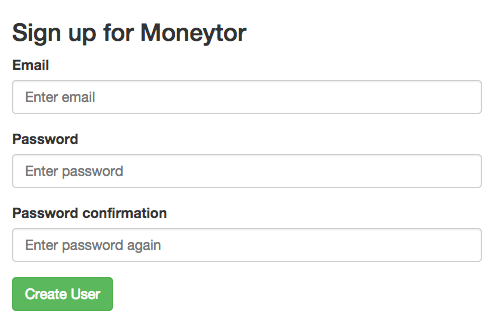 Sign up for Moneytor
Email
Enter email
Password
Enter password
Password confirmation
Enter password again
Create User